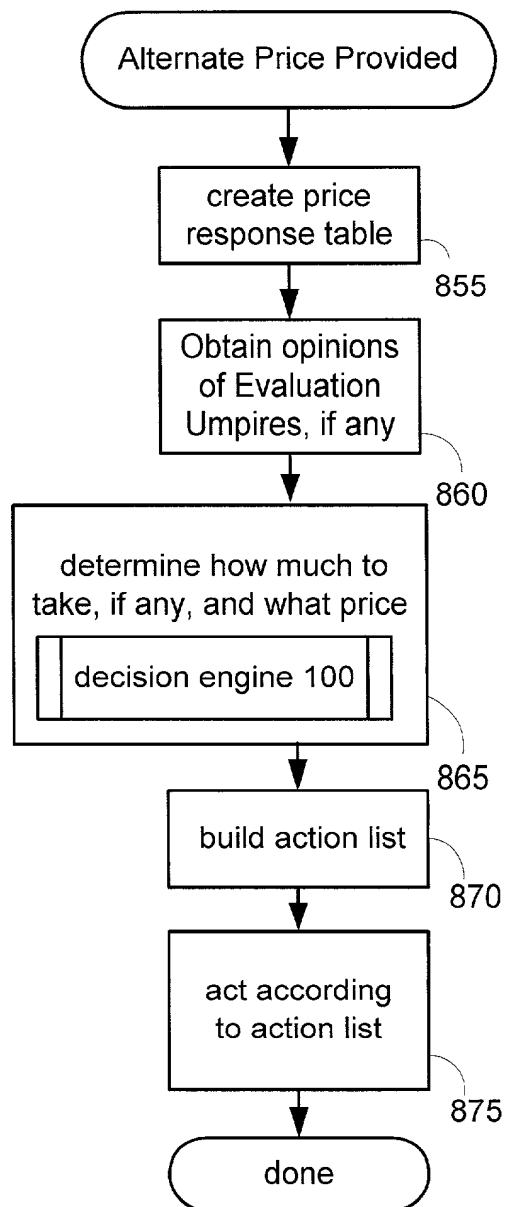 Alternate Price Provided
create price
response table
855
Obtain opinions
of Evaluation
Umpires, if any
860
determine how much to
take, if any, and what price
decision engine 100
865
build action list
870
act according
to action list
875
done